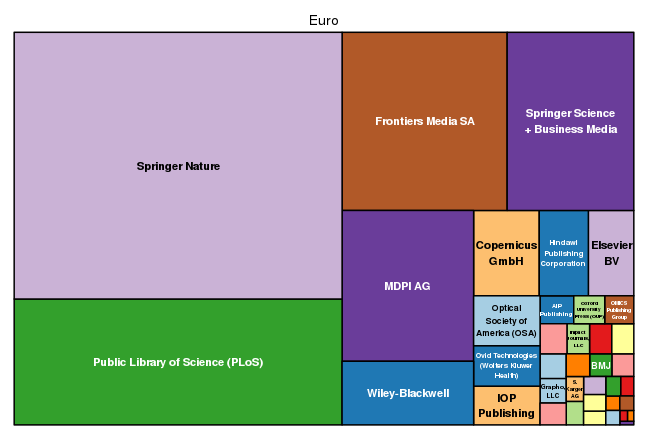 Euro
Springer Nature
Frontiers Media SA
Springer Science
+ Business Media
Public Library of Science (PLoS)
MDPI AG
Wiley-Blackwell
Copernicus
GmbH
Hindawi
Publishing
Corporation
Elsevier
BV
Optical
Society of
America (OSA)
AIP
Publishing
Oxford
University
Press (OUP)
OMICS
Publishing
Group
Ovid Technologies
(Wolters Kluwer
Health)
Impact
Journals,
LLC
BMJ
IOP
Publishing
Grapho,
LLC
S.
Karger
AG